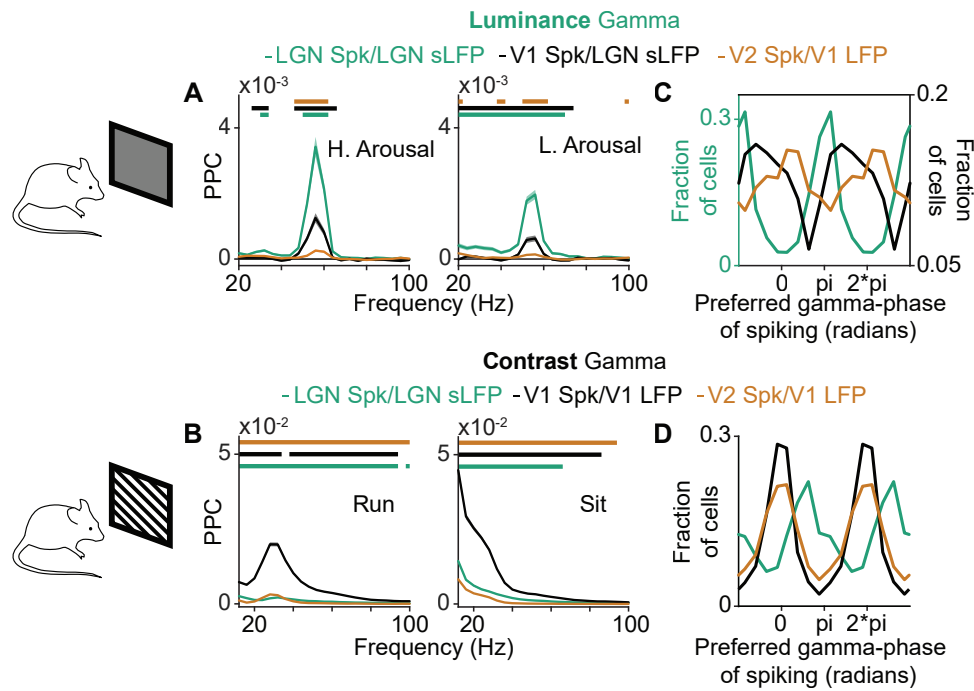 Luminance Gamma
-LGN Spk/LGN sLFP -V1 Spk/LGN sLFP -V2 Spk/V1 LFP
A
x10-3
x10-3
C
H. Arousal
L. Arousal
PPC
4
0
4
0
20
100
20
100
Frequency (Hz)
Frequency (Hz)
Fraction
of cells
0.3
0
0.2
0.05
Fraction
of cells
0
pi
2*pi
Preferred gamma-phase
of spiking (radians)
Contrast Gamma
-LGN Spk/LGN sLFP -V1 Spk/V1 LFP -V2 Spk/V1 LFP
B
x10-2
x10-2
D
Run
Sit
PPC
5
0
5
0
20
100
20
100
Frequency (Hz)
Frequency (Hz)
Fraction
of cells
0.3
0
0
pi
2*pi
Preferred gamma-phase
of spiking (radians)